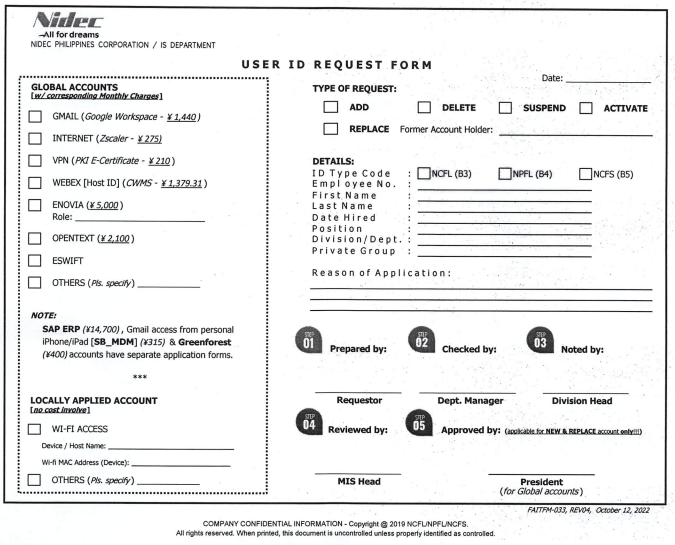 Nidec
All for dreams
NIDEC PHILIPPINES CORPORATION / IS DEPARTMENT
USER ID REQUEST FORM
Date:
GLOBAL ACCOUNTS
[w/ corresponding Monthly Charges]
GMAIL (Google Workspace - ¥ 1,440)
INTERNET (Zscaler - ¥ 275)
VPN (PKI E-Certificate - ¥ 210)
WEBEX [Host ID] (CWMS - ¥ 1,379.31)
ENOVIA (¥ 5,000)
Role:
OPENTEXT (¥ 2,100)
ESWIFT
OTHERS (Pls. specify)
NOTE:
SAP ERP (¥14,700), Gmail access from personal
iPhone/iPad [SB_MDM] (¥315) & Greenforest
(¥400) accounts have separate application forms.
***
LOCALLY APPLIED ACCOUNT
[no cost involve]
WI-FI ACCESS
Device / Host Name:
Wi-fi MAC Address (Device):
OTHERS (Pls. specify)
TYPE OF REQUEST:
ADD DELETE SUSPEND ACTIVATE
REPLACE Former Account Holder:
DETAILS:
ID Type Code : NCFL (B3) NPFL (B4) NCFS (B5)
Employee No. :
First Name :
Last Name :
Date Hired :
Position :
Division/Dept. :
Private Group :
Reason of Application:
STEP 01 Prepared by: STEP 02 Checked by: STEP 03 Noted by:
Requestor Dept. Manager Division Head
STEP 04 Reviewed by: STEP 05 Approved by: (applicable for NEW & REPLACE account only!!!)
MIS Head President
(for Global accounts)
FAITFM-033, REV04, October 12, 2022
COMPANY CONFIDENTIAL INFORMATION - Copyright @ 2019 NCFL/NPFL/NCFS.
All rights reserved. When printed, this document is uncontrolled unless properly identified as controlled.